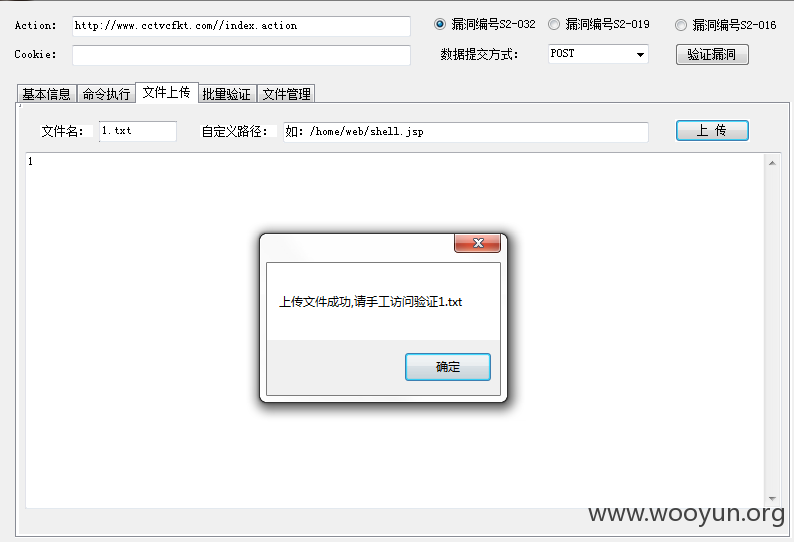 Action: http://www.cctvcfkt.com//index.action 漏洞编号S2-032 漏洞编号S2-019 漏洞编号S2-016
Cookie: 数据提交方式: POST 验证漏洞
基本信息 命令执行 文件上传 批量验证 文件管理
文件名: 1.txt 自定义路径: 如: /home/web/shell.jsp 上 传
1
上传文件成功,请手工访问验证1.txt
确定
www.wooyun.org